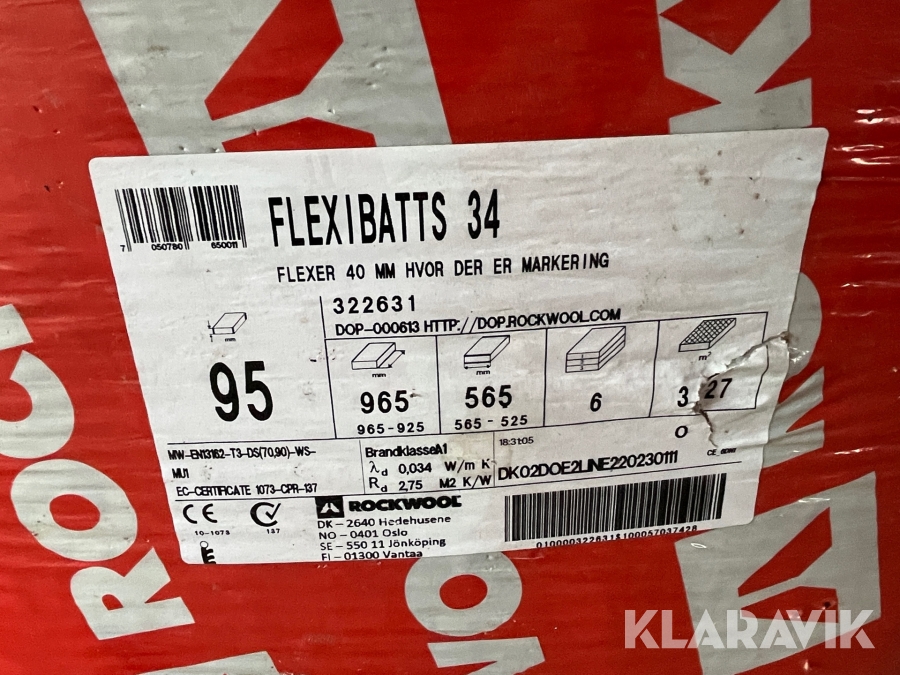 FLEXIBATTS 34
7 050780 650011
FLEXER 40 MM HVOR DER ER MARKERING
322631
DOP-000613 HTTP://DOP.ROCKWOOL.COM
mm
mm
mm
m²
95
965
565
6
3,27
965-925
565-525
MW-EN13162-T3-DS(70,90)-WS-
MU1
EC-CERTIFICATE 1073-CPR-137
BrandklasseA1
λd 0,034 W/m K
Rd 2,75 M2 K/W
18:31:05
O
DK02DOE2LINE220230111
CE
10-1073
137
ROCKWOOL
DK-2640 Hedehusene
NO-0401 Oslo
SE-550 11 Jönköping
FI-01300 Vantaa
ROCK
KLARAVIK